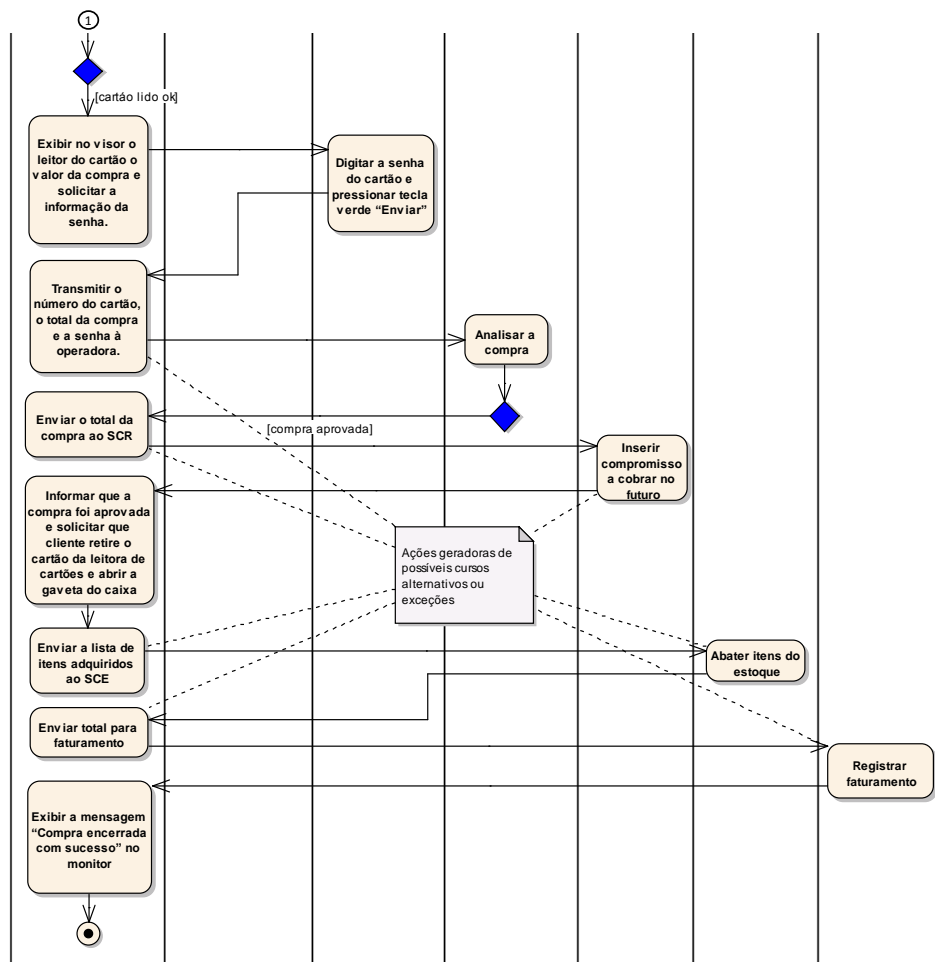 1
[cartão lido ok]
Exibir no visor o
leitor do cartão o
valor da compra e
solicitar a
informação da
senha.
Digitar a senha
do cartão e
pressionar tecla
verde “Enviar”
Transmitir o
número do cartão,
o total da compra
e a senha à
operadora.
Analisar a
compra
Enviar o total da
compra ao SCR
[compra aprovada]
Inserir
compromisso
a cobrar no
futuro
Informar que a
compra foi aprovada
e solicitar que
cliente retire o
cartão da leitora de
cartões e abrir a
gaveta do caixa
Ações geradoras de
possíveis cursos
alternativos ou
exceções
Enviar a lista de
itens adquiridos
ao SCE
Abater itens do
estoque
Enviar total para
faturamento
Registrar
faturamento
Exibir a mensagem
“Compra encerrada
com sucesso” no
monitor